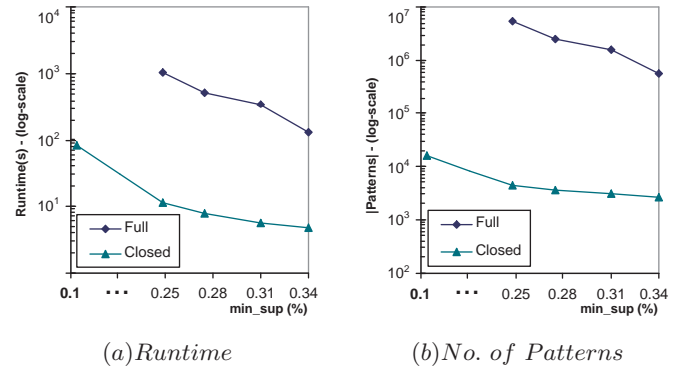 10^4
10^3
10^2
10^1
Runtime(s) - (log-scale)
Full
Closed
0.1 ... 0.25 0.28 0.31 0.34
min_sup (%)
(a)Runtime
10^7
10^6
10^5
10^4
10^3
10^2
|Patterns| - (log-scale)
Full
Closed
0.1 ... 0.25 0.28 0.31 0.34
min_sup (%)
(b)No. of Patterns